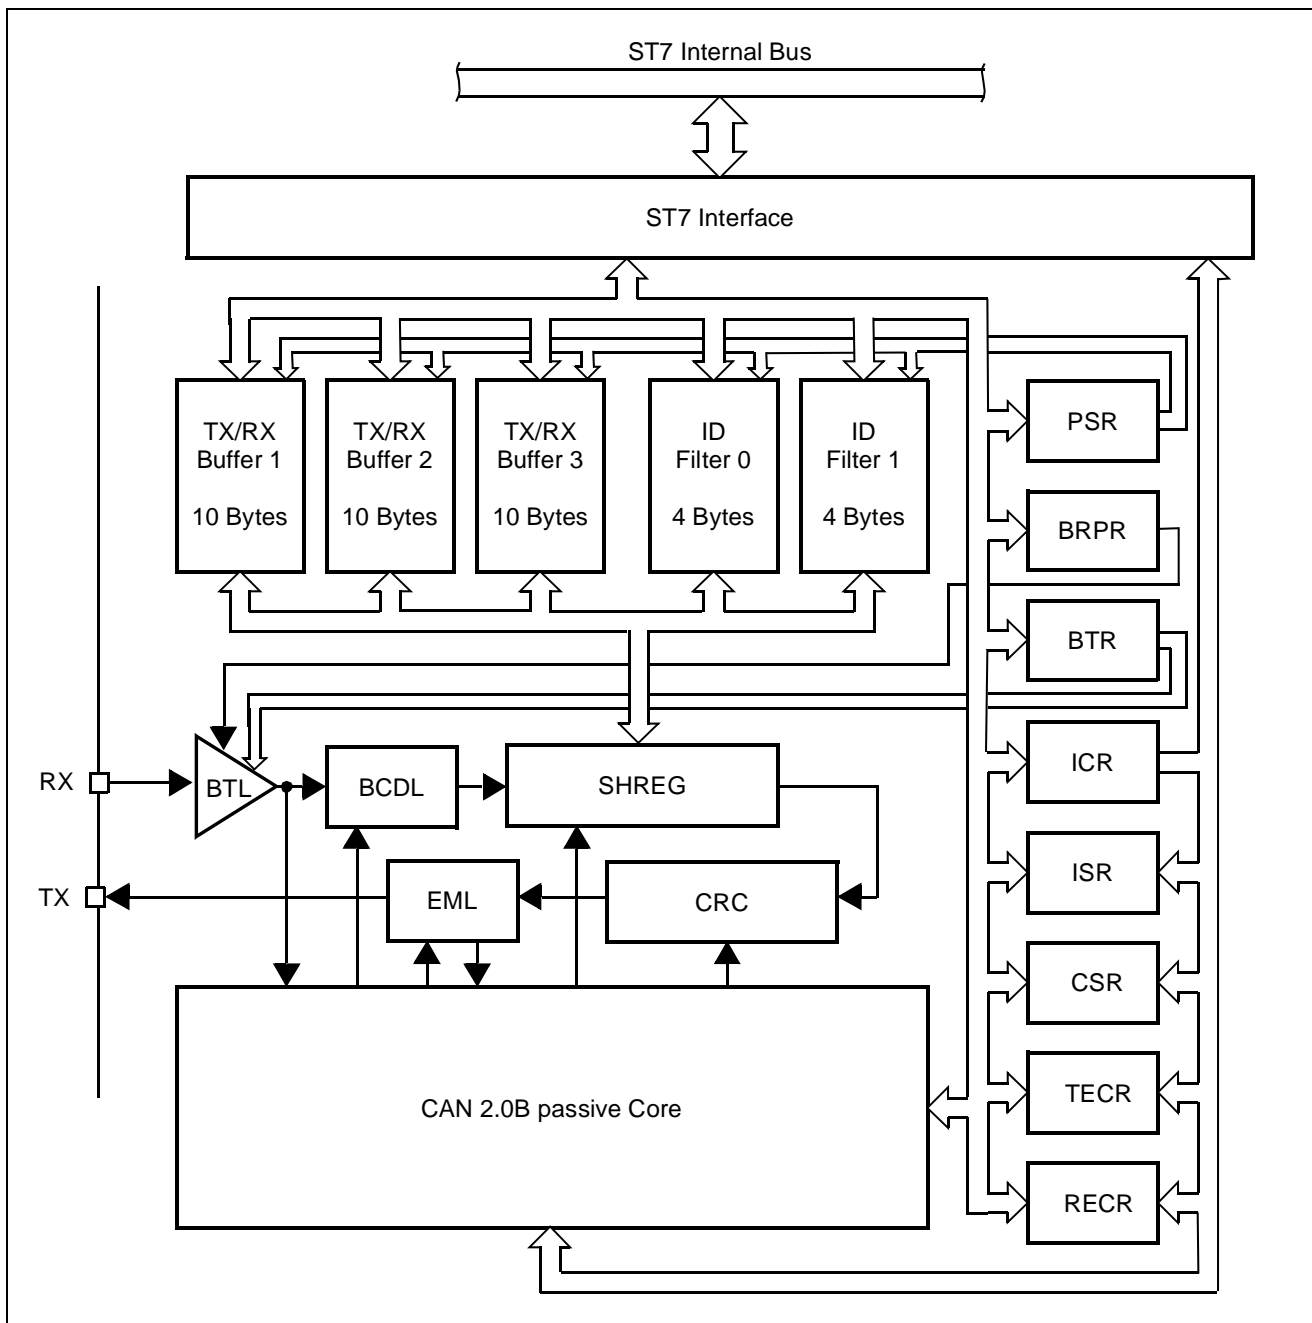 ST7 Internal Bus
ST7 Interface
TX/RX
Buffer 1
10 Bytes
TX/RX
Buffer 2
10 Bytes
TX/RX
Buffer 3
10 Bytes
ID
Filter 0
4 Bytes
ID
Filter 1
4 Bytes
PSR
BRPR
BTR
ICR
ISR
CSR
TECR
RECR
RX
BTL
BCDL
SHREG
TX
EML
CRC
CAN 2.0B passive Core